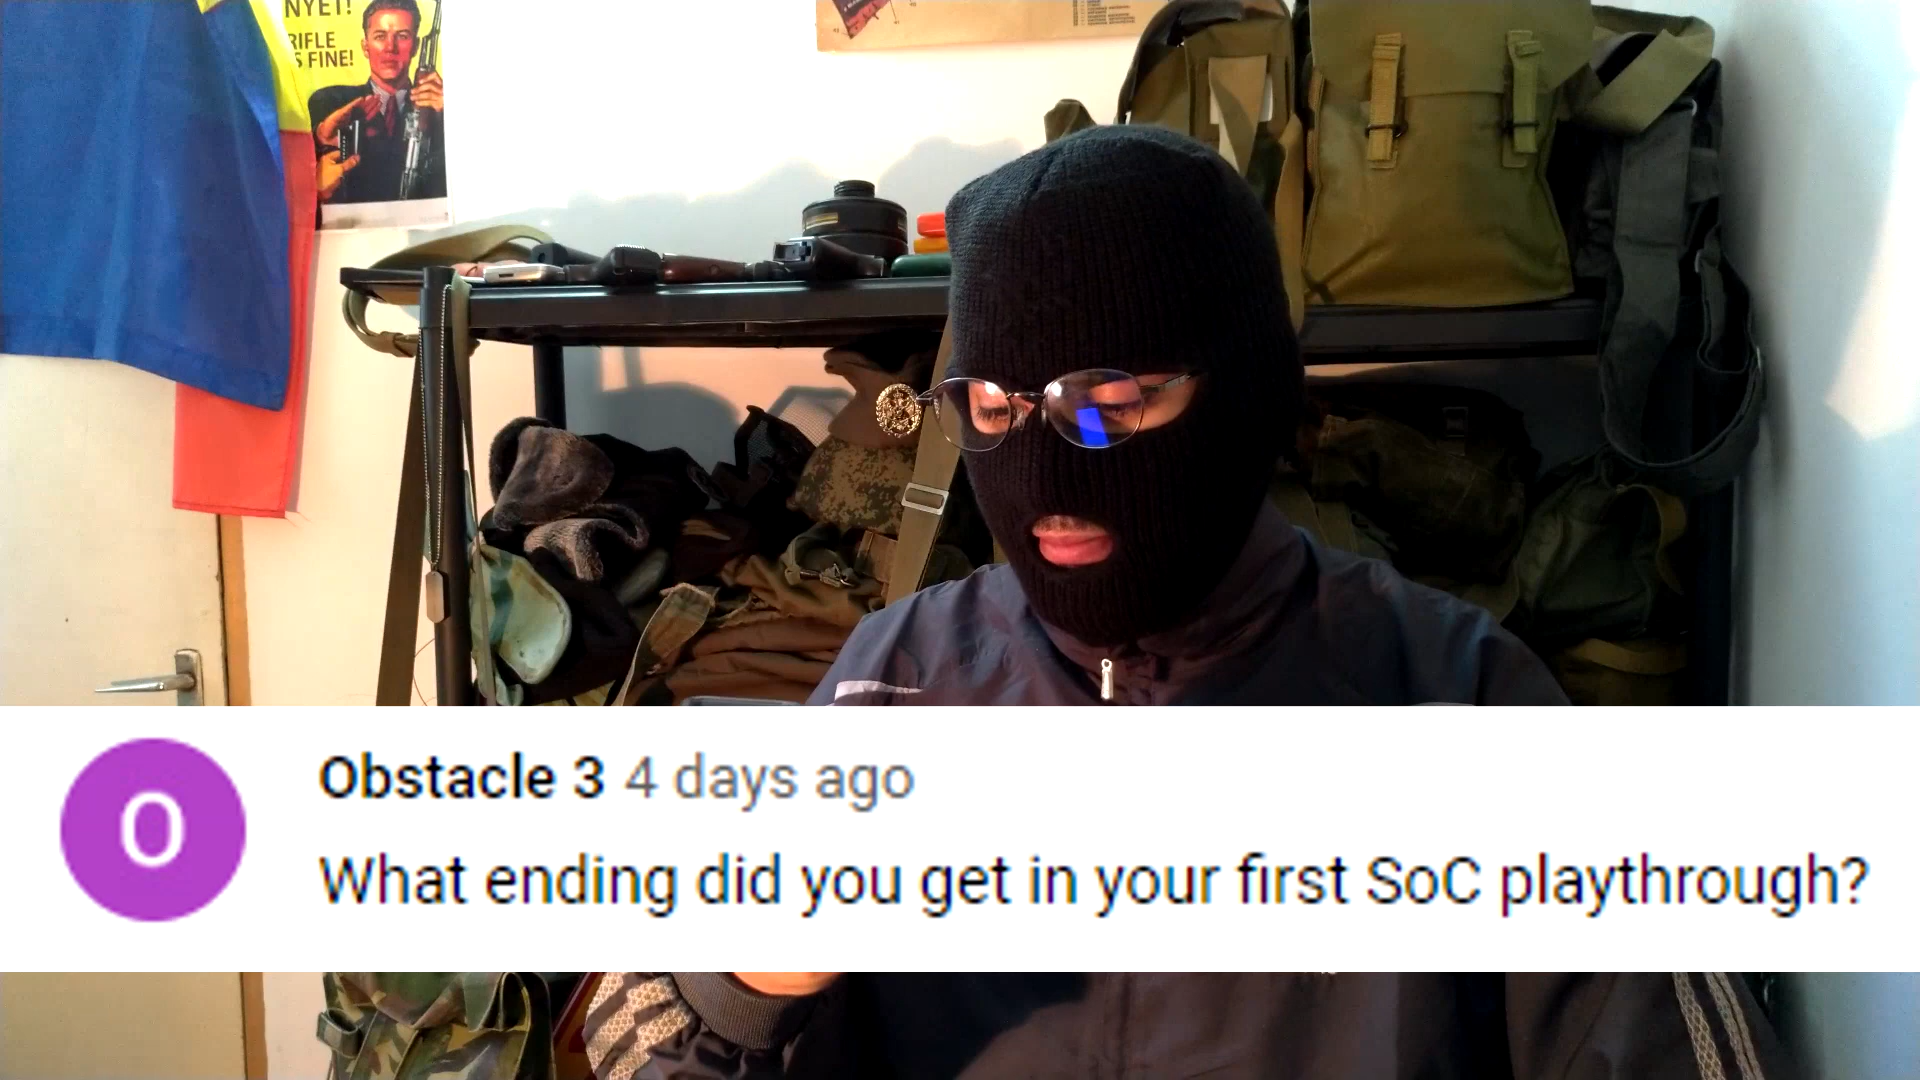 NYET!
RIFLE
S FINE!
O
Obstacle 3 4 days ago
What ending did you get in your first SoC playthrough?